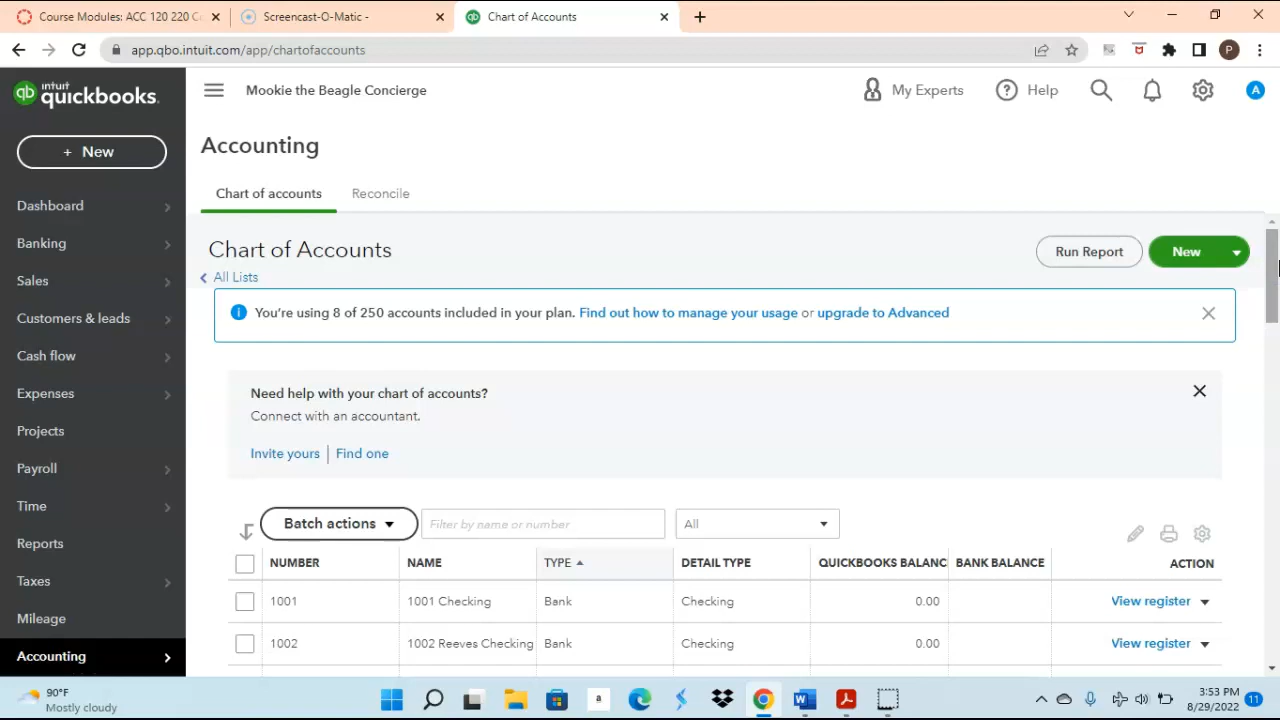 Course Modules: ACC 120 220 Co
Screencast-O-Matic -
Chart of Accounts
app.qbo.intuit.com/app/chartofaccounts
P
qb intuit quickbooks.
Mookie the Beagle Concierge
My Experts
Help
A
+ New
Accounting
Dashboard
Chart of accounts
Reconcile
Banking
Chart of Accounts
Run Report
New
Sales
All Lists
You're using 8 of 250 accounts included in your plan. Find out how to manage your usage or upgrade to Advanced
Customers & leads
Cash flow
Expenses
Need help with your chart of accounts?
Connect with an accountant.
Projects
Invite yours | Find one
Payroll
Time
Batch actions
Filter by name or number
All
Reports
NUMBER NAME TYPE DETAIL TYPE QUICKBOOKS BALANC BANK BALANCE ACTION
Taxes
1001 1001 Checking Bank Checking 0.00 View register
Mileage
1002 1002 Reeves Checking Bank Checking 0.00 View register
Accounting
90°F
Mostly cloudy
a
W
3:53 PM
8/29/2022
11